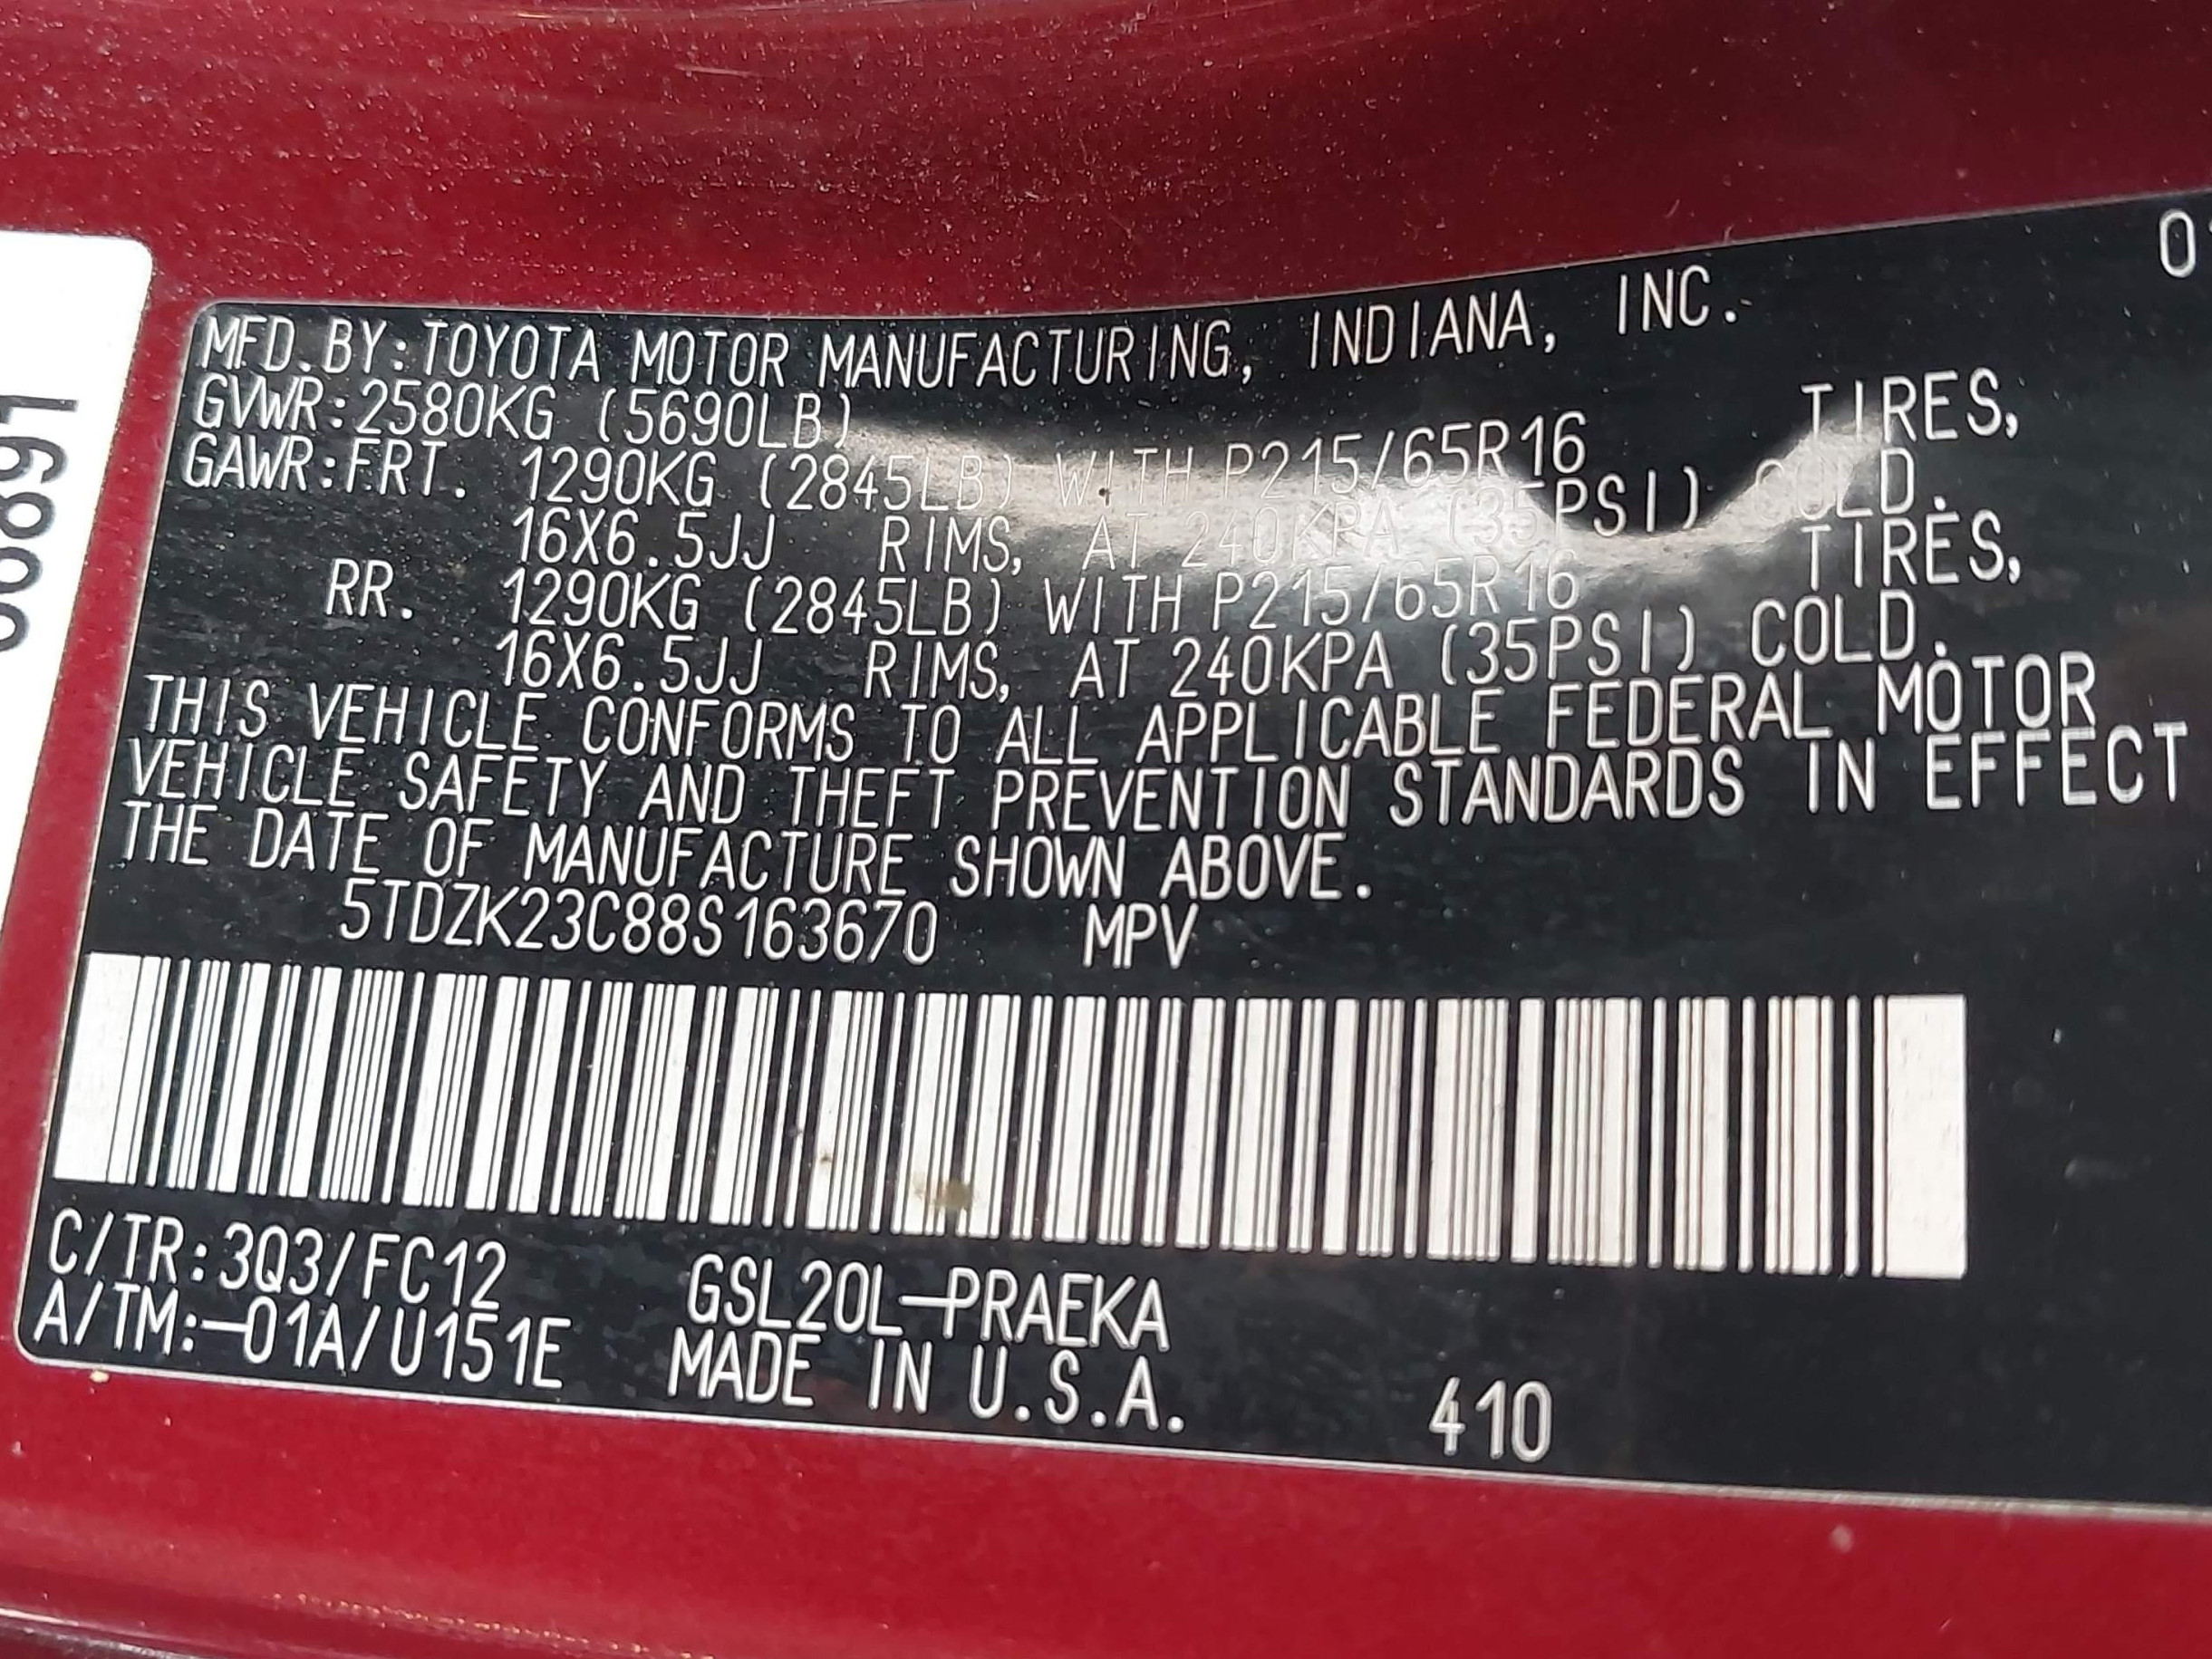 0
MFD.BY:TOYOTA MOTOR MANUFACTURING, INDIANA, INC.
GVWR:2580KG (5690LB)
GAWR:FRT. 1290KG (2845LB) WITH P215/65R16 TIRES,
16X6.5JJ RIMS, AT 240KPA (35PSI) COLD.
RR. 1290KG (2845LB) WITH P215/65R16 TIRES,
16X6.5JJ RIMS, AT 240KPA (35PSI) COLD.
THIS VEHICLE CONFORMS TO ALL APPLICABLE FEDERAL MOTOR
VEHICLE SAFETY AND THEFT PREVENTION STANDARDS IN EFFECT
THE DATE OF MANUFACTURE SHOWN ABOVE.
5TDZK23C88S163670 MPV
C/TR:3Q3/FC12 GSL20L-PRAEKA
A/TM:-01A/U151E MADE IN U.S.A. 410